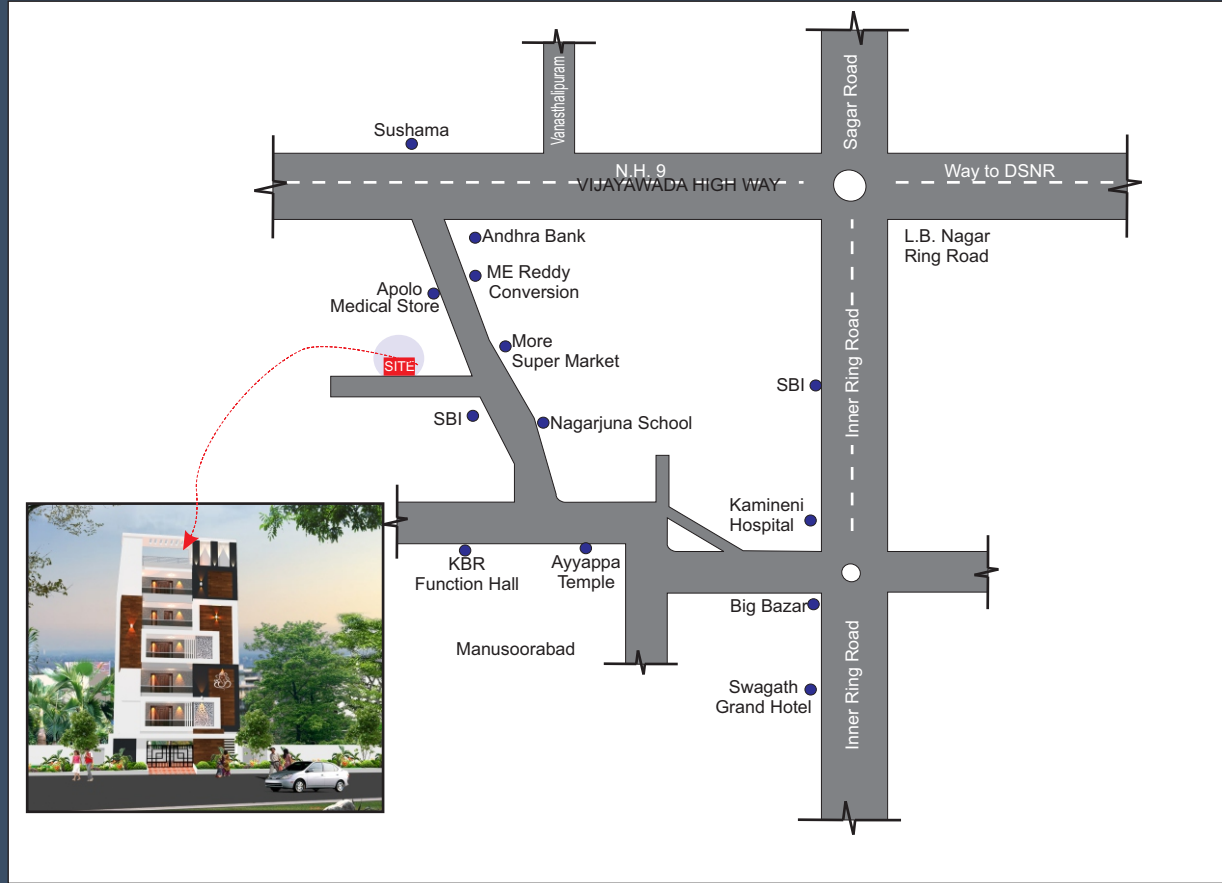 Sagar Road
Vanasthalipuram
Sushama
N.H. 9
VIJAYAWADA HIGH WAY
Way to DSNR
L.B. Nagar
Ring Road
Andhra Bank
ME Reddy
Conversion
Apolo
Medical Store
More
Super Market
SITE
SBI
Nagarjuna School
SBI
Inner Ring Road
Kamineni
Hospital
KBR
Function Hall
Ayyappa
Temple
Big Bazar
Manusoorabad
Swagath
Grand Hotel
Inner Ring Road